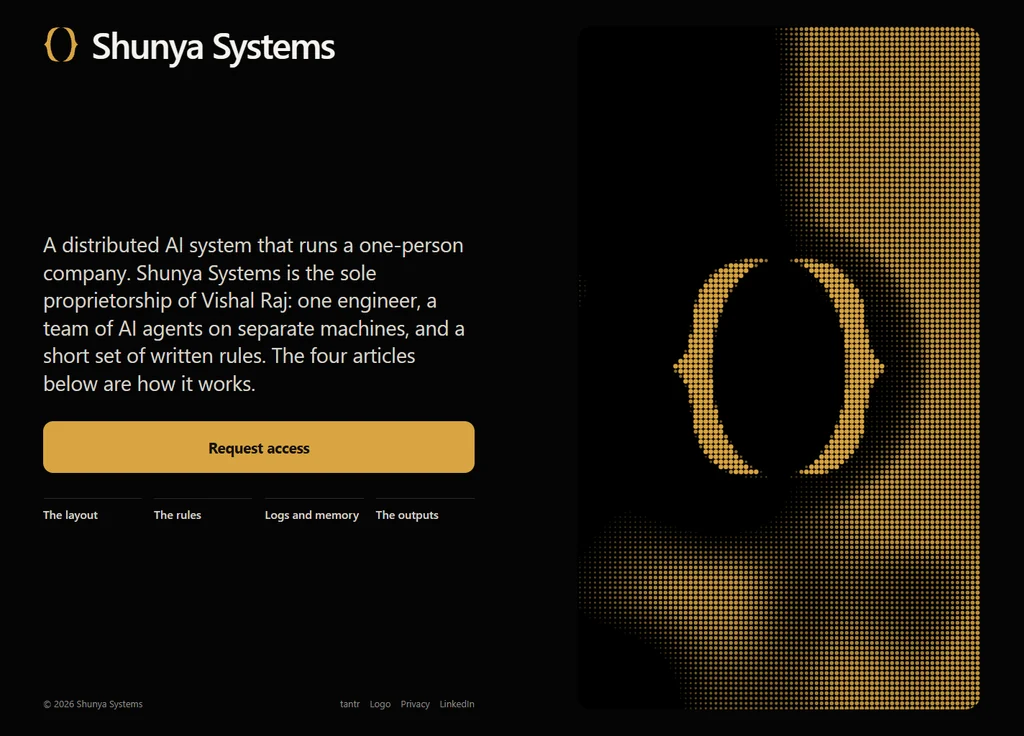 Shunya Systems
A distributed AI system that runs a one-person
company. Shunya Systems is the sole
proprietorship of Vishal Raj: one engineer, a
team of AI agents on separate machines, and a
short set of written rules. The four articles
below are how it works.
Request access
The layout
The rules
Logs and memory
The outputs
© 2026 Shunya Systems
tantr
Logo
Privacy
LinkedIn